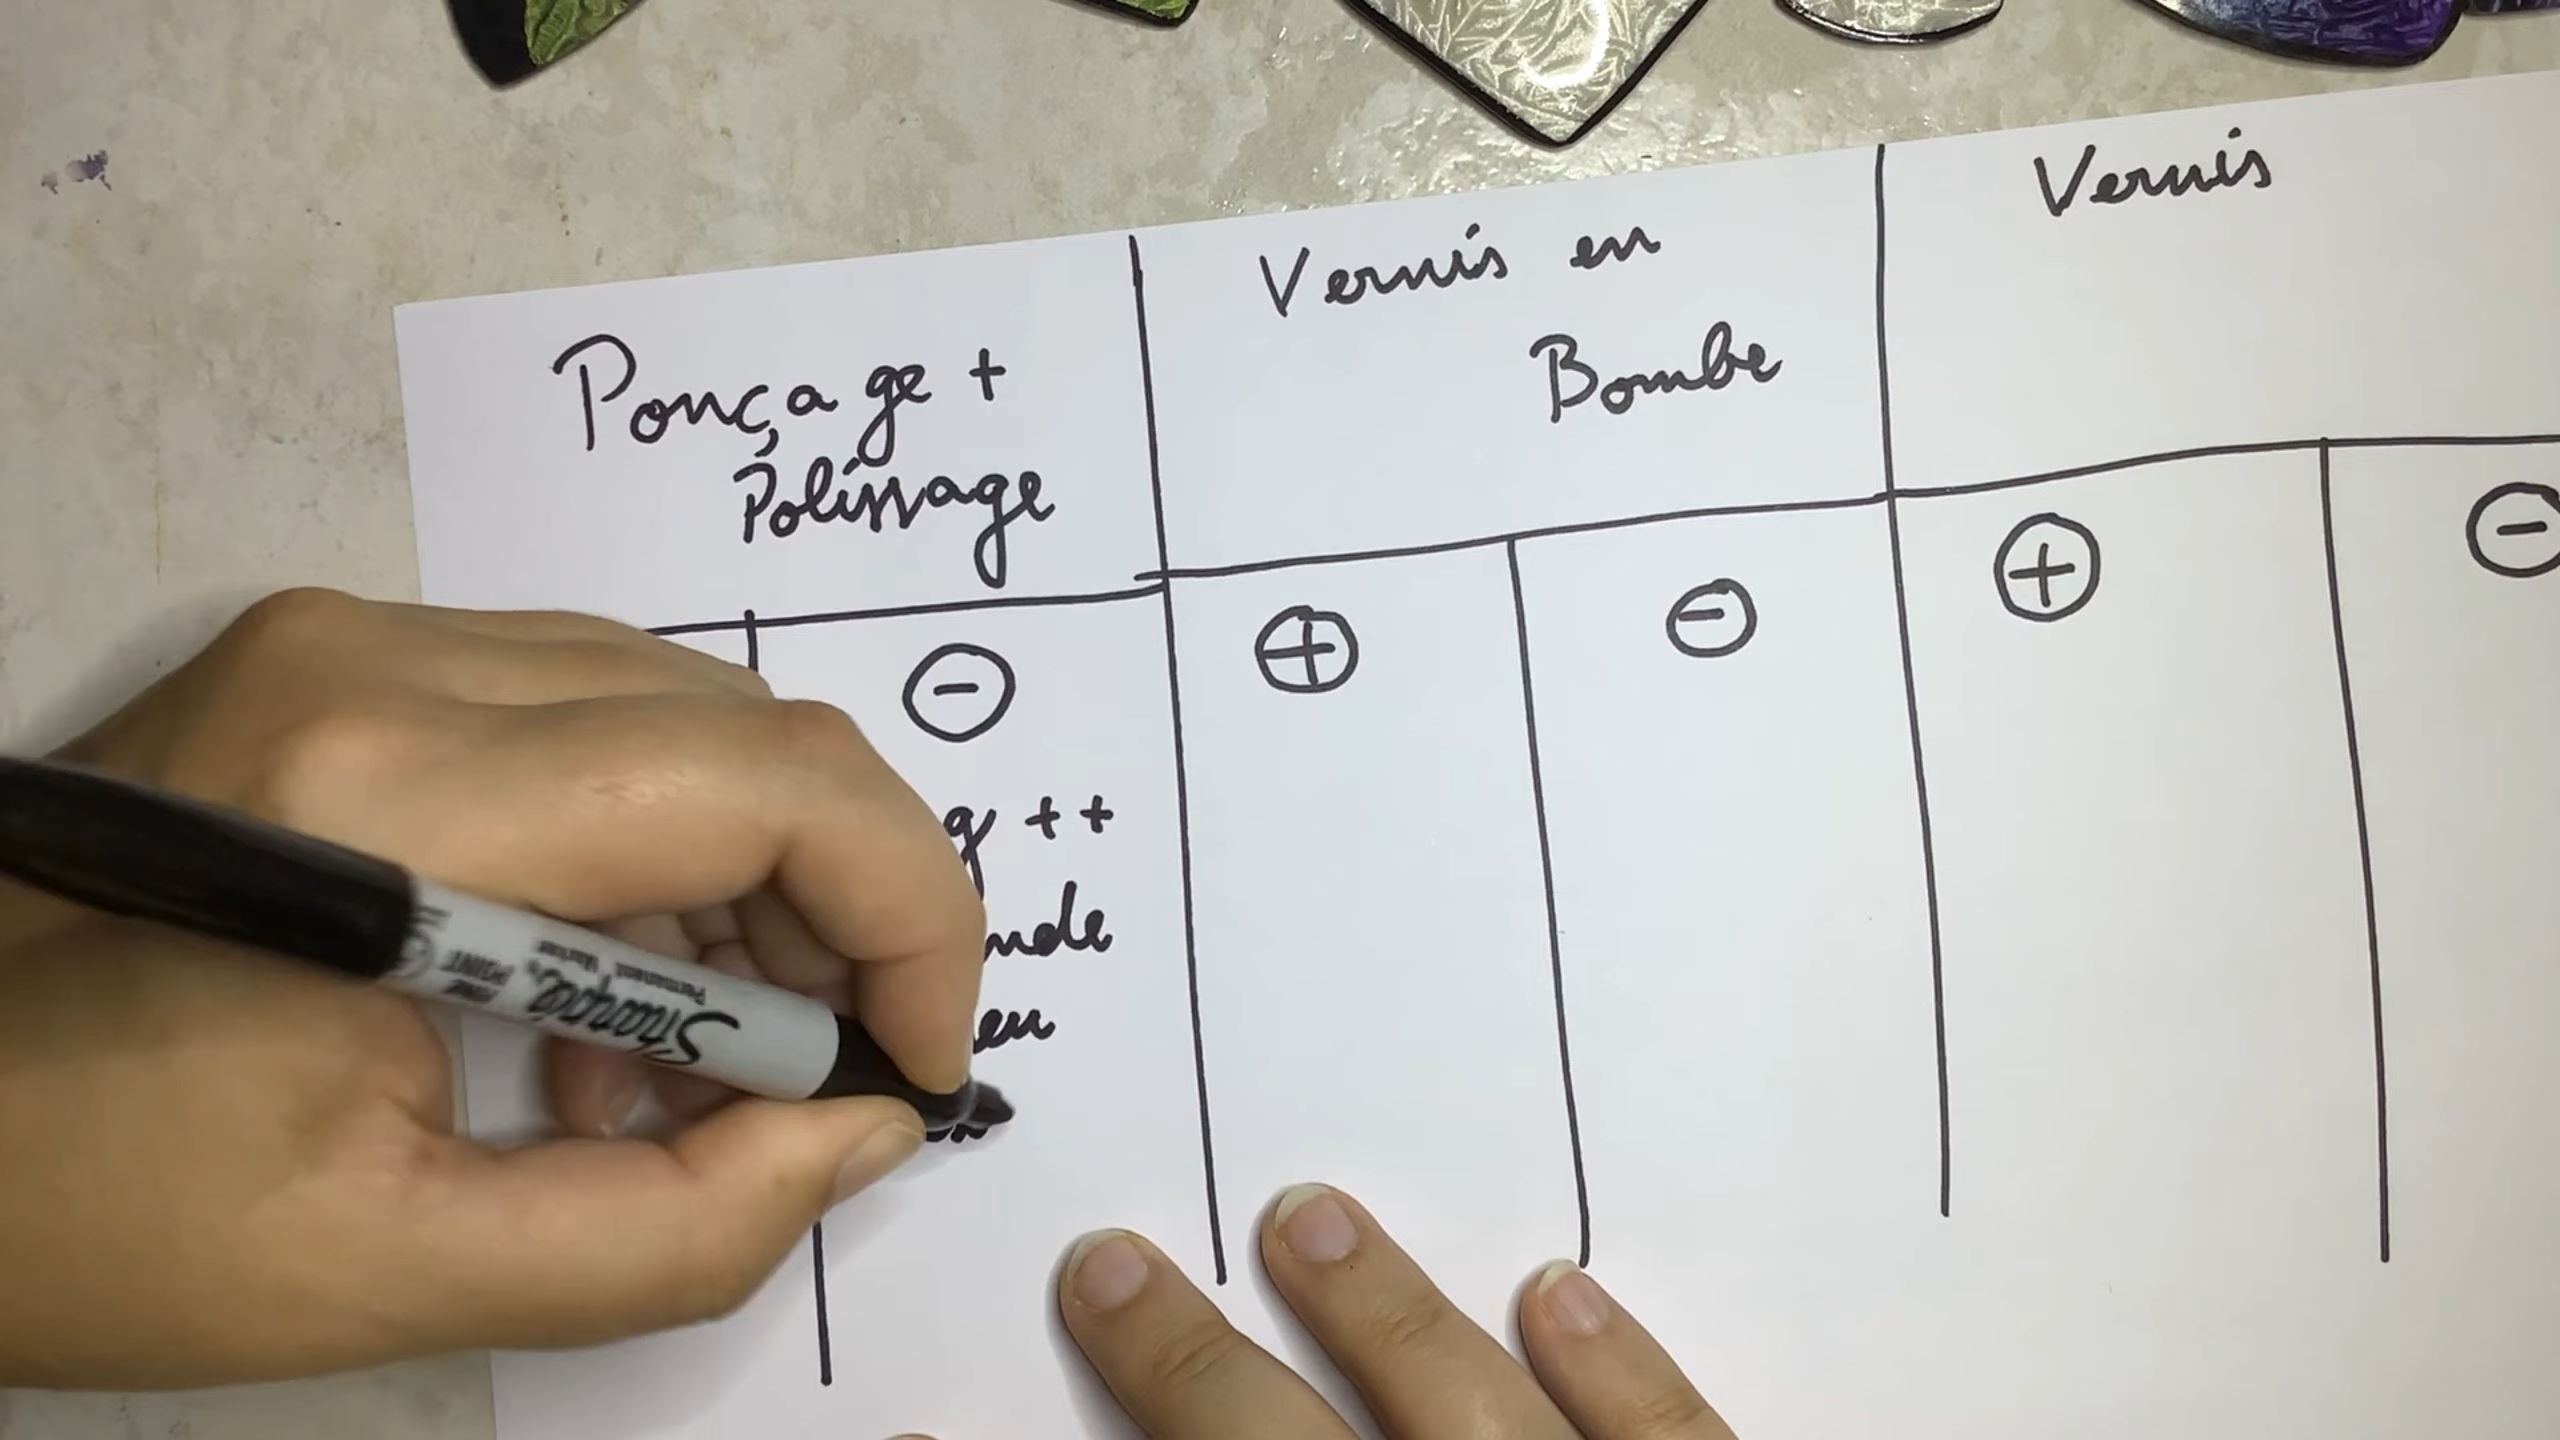 Ponçage +
Polissage
Vernis en
Bombe
Vernis
-
+
-
+
-
++
Sharpie
Permanent Marker
FINE POINT